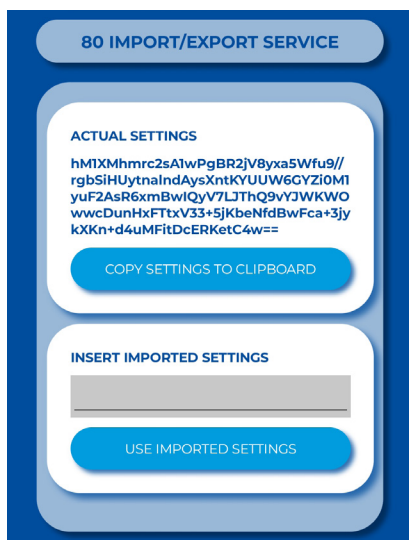 80 IMPORT/EXPORT SERVICE
ACTUAL SETTINGS
hM1XMhmrc2sA1wPgBR2jV8yxa5Wfu9//
rgbSiHUytnalndAysXntKYUUW6GYZi0M1
yuF2AsR6xmBwlQyV7LJThQ9vYJWKWO
wwcDunHxFTtxV33+5jKbeNfdBwFca+3jy
kXKn+d4uMFitDcERKetC4w==
COPY SETTINGS TO CLIPBOARD
INSERT IMPORTED SETTINGS
USE IMPORTED SETTINGS